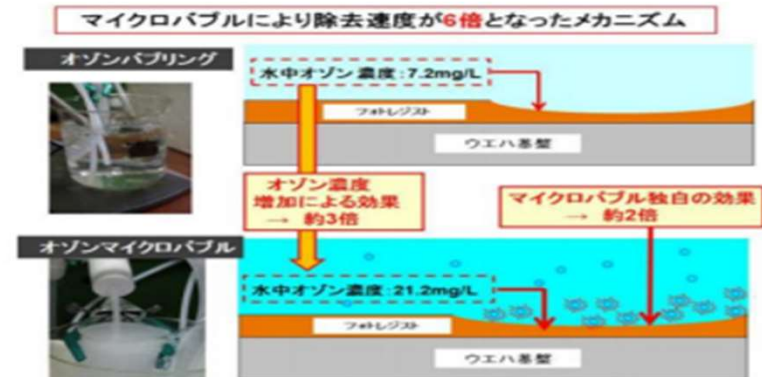 マイクロバブルにより除去速度が6倍となったメカニズム
オゾンバブリング
水中オゾン濃度:7.2mg/L
フォトレジスト
ウエハ基盤
オゾン濃度
増加による効果
→ 約3倍
マイクロバブル独自の効果
→ 約2倍
オゾンマイクロバブル
水中オゾン濃度:21.2mg/L
フォトレジスト
ウエハ基盤